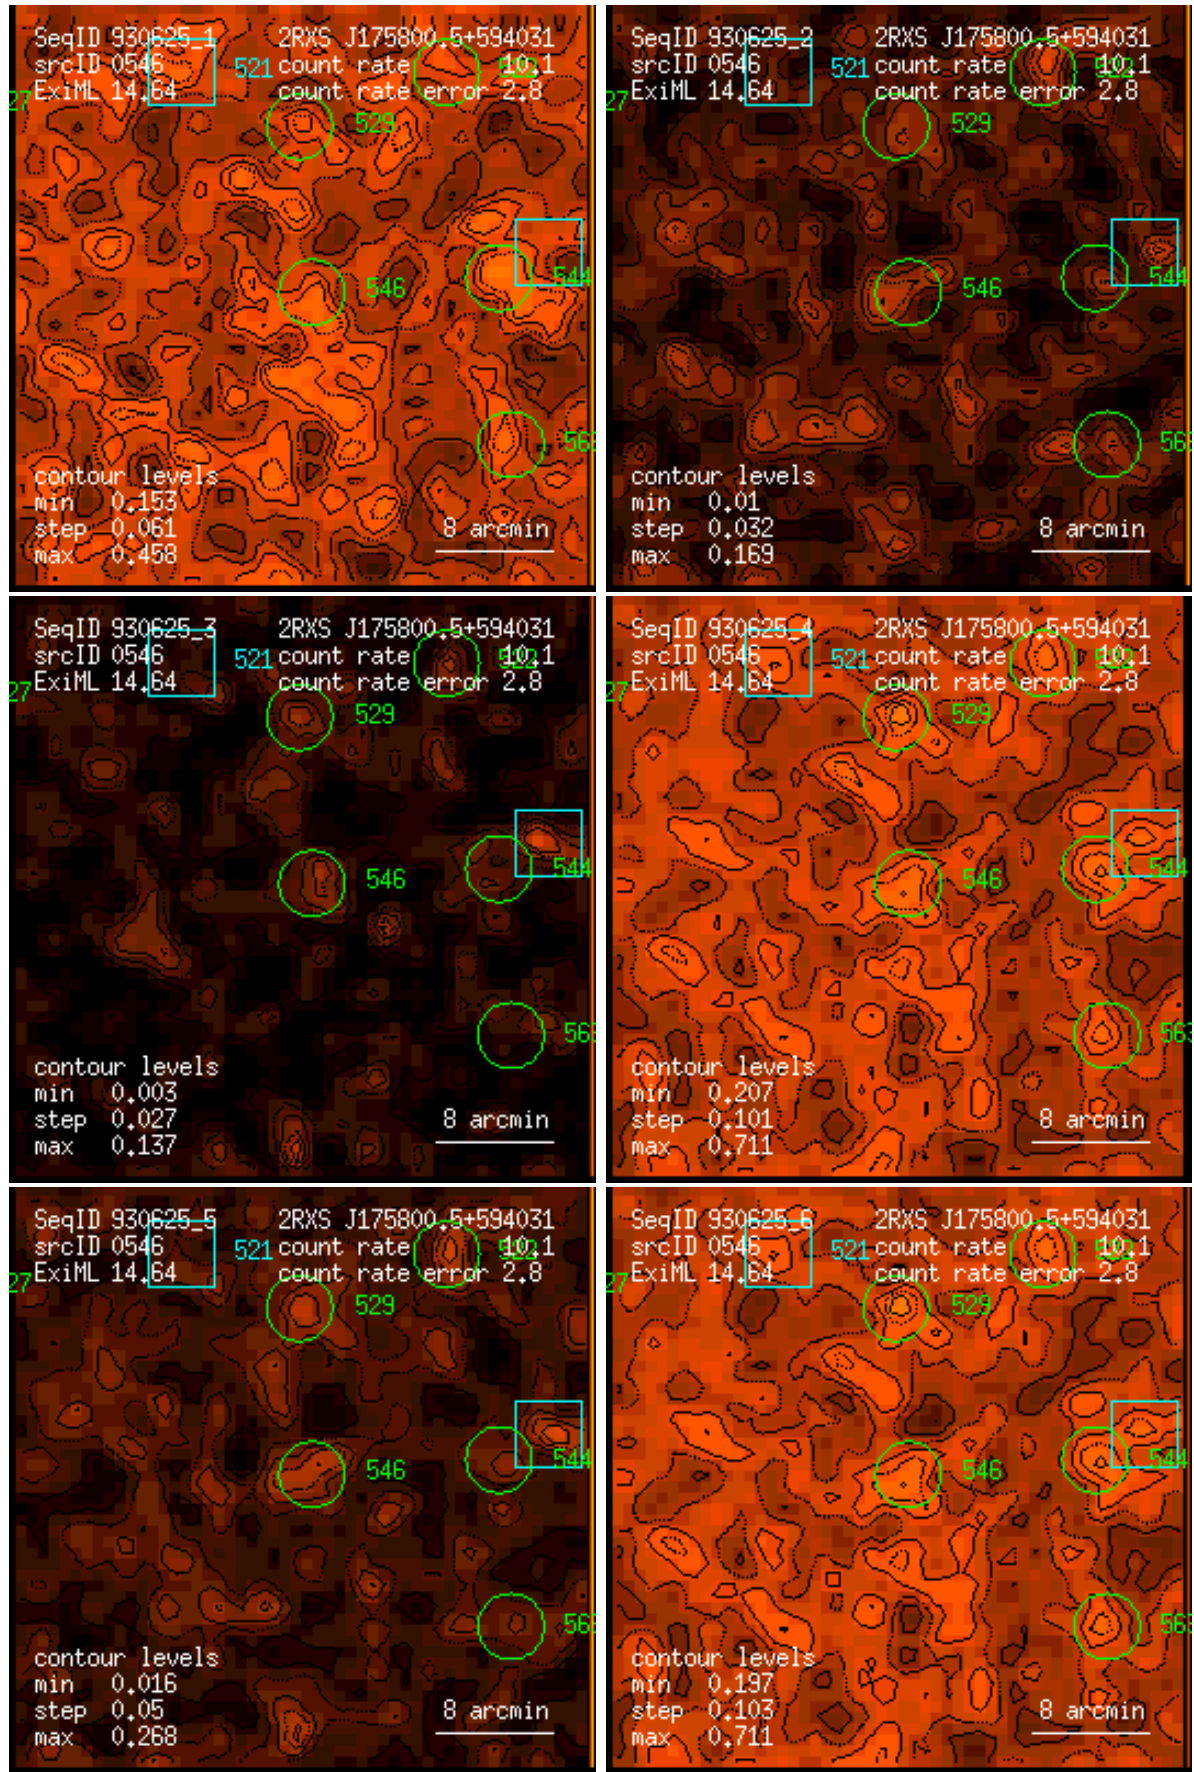 SeqID 930625_1 2RXS J175800.5+594031
srcID 0546 521 count rate 10.1
ExiML 14.64 count rate error 2.8
27
529
546
544
563
contour levels
min 0.153
step 0.061
max 0.458
8 arcmin
SeqID 930625_2 2RXS J175800.5+594031
srcID 0546 521 count rate 10.1
ExiML 14.64 count rate error 2.8
27
529
546
544
563
contour levels
min 0.01
step 0.032
max 0.169
8 arcmin
SeqID 930625_3 2RXS J175800.5+594031
srcID 0546 521 count rate 10.1
ExiML 14.64 count rate error 2.8
27
529
546
544
563
contour levels
min 0.003
step 0.027
max 0.137
8 arcmin
SeqID 930625_4 2RXS J175800.5+594031
srcID 0546 521 count rate 10.1
ExiML 14.64 count rate error 2.8
27
529
546
544
563
contour levels
min 0.207
step 0.101
max 0.711
8 arcmin
SeqID 930625_5 2RXS J175800.5+594031
srcID 0546 521 count rate 10.1
ExiML 14.64 count rate error 2.8
27
529
546
544
563
contour levels
min 0.016
step 0.05
max 0.268
8 arcmin
SeqID 930625_6 2RXS J175800.5+594031
srcID 0546 521 count rate 10.1
ExiML 14.64 count rate error 2.8
27
529
546
544
563
contour levels
min 0.197
step 0.103
max 0.711
8 arcmin